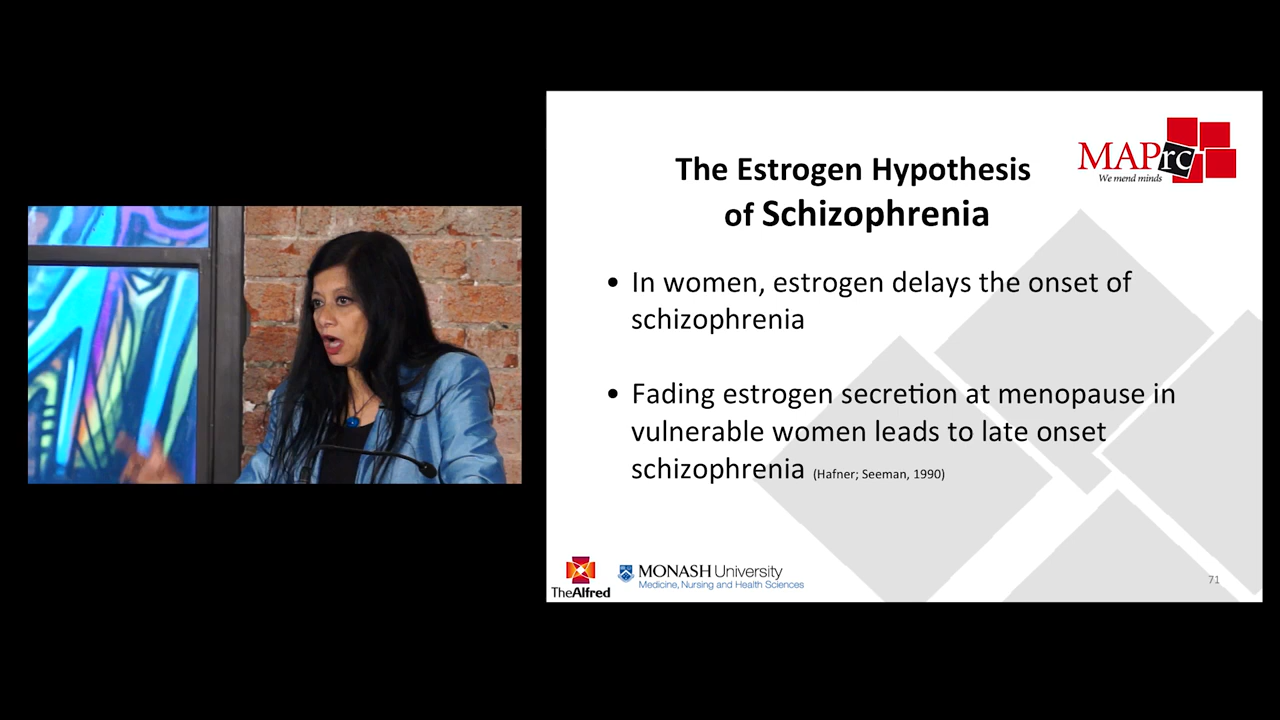 The Estrogen Hypothesis
of Schizophrenia
MAPrc
We mend minds
• In women, estrogen delays the onset of
schizophrenia
• Fading estrogen secretion at menopause in
vulnerable women leads to late onset
schizophrenia (Hafner; Seeman, 1990)
TheAlfred
MONASH University
Medicine, Nursing and Health Sciences
71